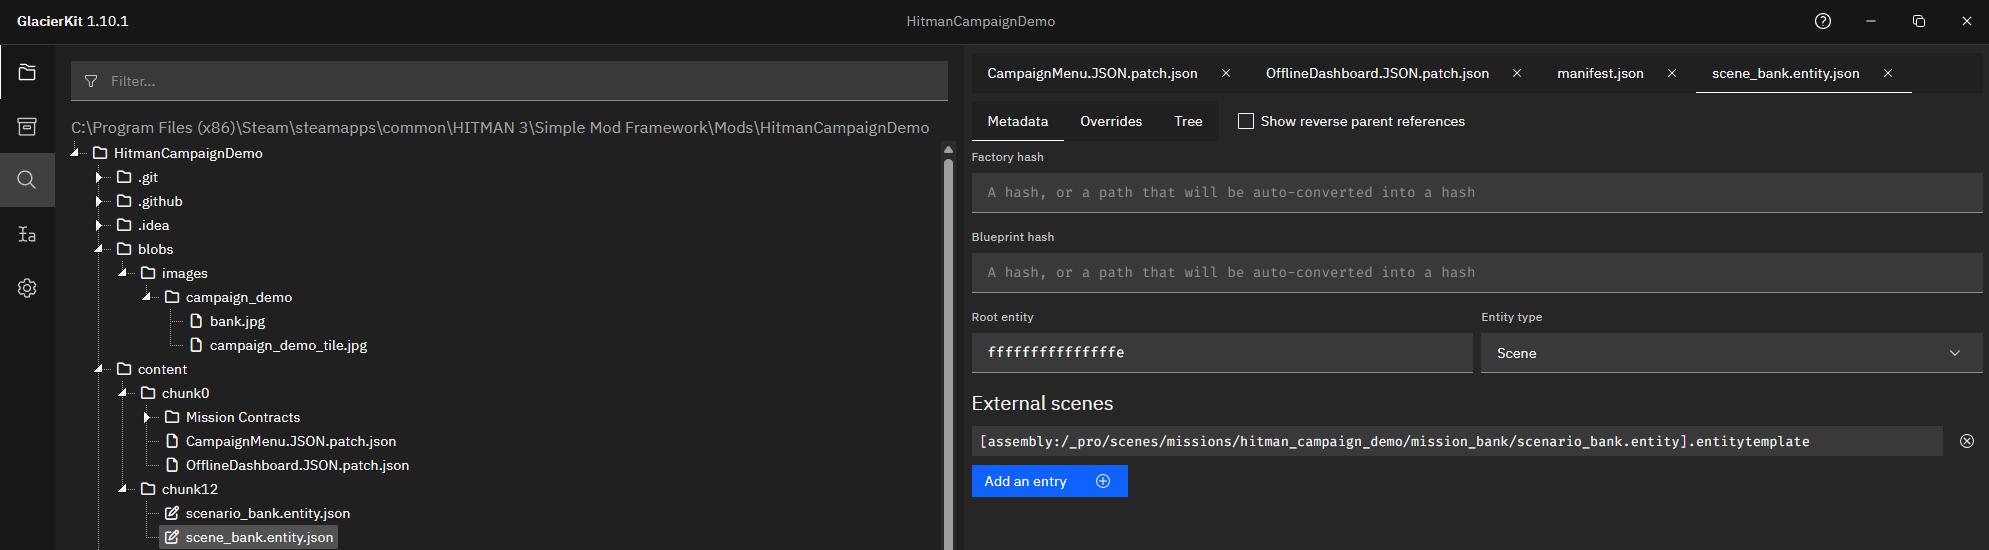 GlacierKit 1.10.1
HitmanCampaignDemo
Filter...
C:\Program Files (x86)\Steam\steamapps\common\HITMAN 3\Simple Mod Framework\Mods\HitmanCampaignDemo
HitmanCampaignDemo
.git
.github
.idea
blobs
images
campaign_demo
bank.jpg
campaign_demo_tile.jpg
content
chunk0
Mission Contracts
CampaignMenu.JSON.patch.json
OfflineDashboard.JSON.patch.json
chunk12
scenario_bank.entity.json
scene_bank.entity.json
CampaignMenu.JSON.patch.json OfflineDashboard.JSON.patch.json manifest.json scene_bank.entity.json
Metadata Overrides Tree Show reverse parent references
Factory hash
A hash, or a path that will be auto-converted into a hash
Blueprint hash
A hash, or a path that will be auto-converted into a hash
Root entity Entity type
fffffffffffffffe Scene
External scenes
[assembly:/_pro/scenes/missions/hitman_campaign_demo/mission_bank/scenario_bank.entity].entitytemplate
Add an entry